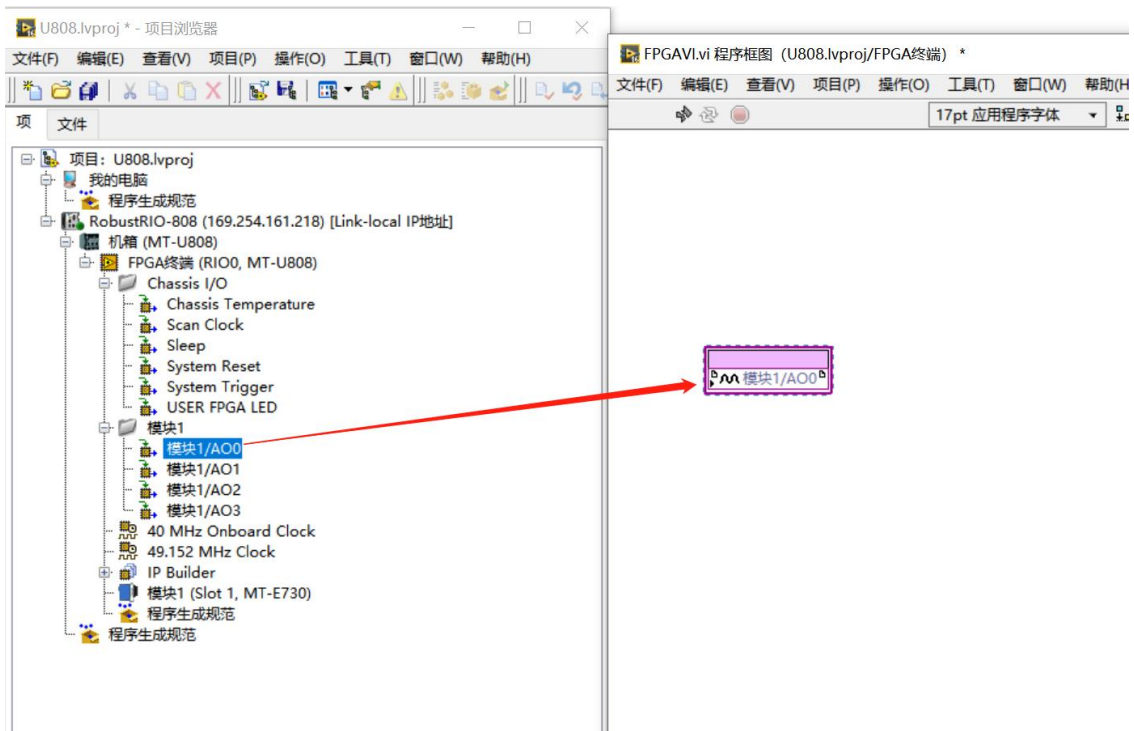 U808.lvproj * - 项目浏览器
文件(F) 编辑(E) 查看(V) 项目(P) 操作(O) 工具(T) 窗口(W) 帮助(H)
项 文件
项目: U808.lvproj
我的电脑
程序生成规范
RobustRIO-808 (169.254.161.218) [Link-local IP地址]
机箱 (MT-U808)
FPGA终端 (RIO0, MT-U808)
Chassis I/O
Chassis Temperature
Scan Clock
Sleep
System Reset
System Trigger
USER FPGA LED
模块1
模块1/AO0
模块1/AO1
模块1/AO2
模块1/AO3
40 MHz Onboard Clock
49.152 MHz Clock
IP Builder
模块1 (Slot 1, MT-E730)
程序生成规范
程序生成规范
FPGAVI.vi 程序框图 (U808.lvproj/FPGA终端) *
文件(F) 编辑(E) 查看(V) 项目(P) 操作(O) 工具(T) 窗口(W) 帮助(H
17pt 应用程序字体
模块1/AO0